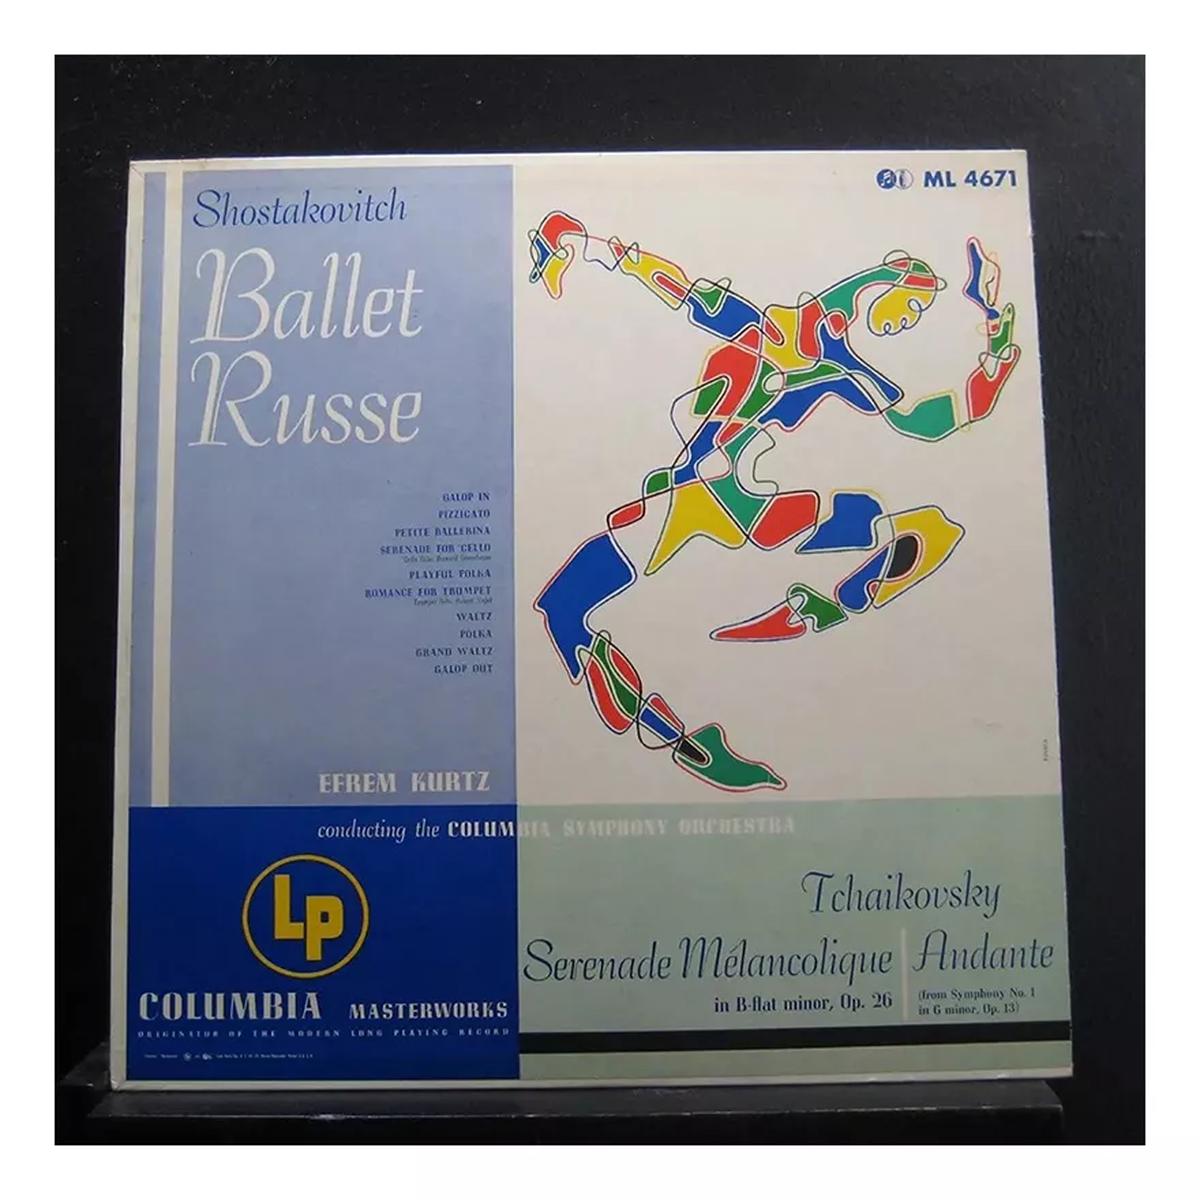 Shostakovitch
Ballet
Russe
GALOP IN
PIZZICATO
PETITE BALLERINA
SERENADE FOR 'CELLO
PLAYFUL POLKA
ROMANCE FOR TRUMPET
WALTZ
POLKA
GRAND WALTZ
GALOP OUT
EFREM KURTZ
conducting the COLUMBIA SYMPHONY ORCHESTRA
LP
COLUMBIA MASTERWORKS
ORIGINATOR OF THE MODERN LONG PLAYING RECORD
ML 4671
Tchaikovsky
Serenade Mélancolique
in B-flat minor, Op. 26
Andante
(from Symphony No. 1
in G minor, Op. 13)